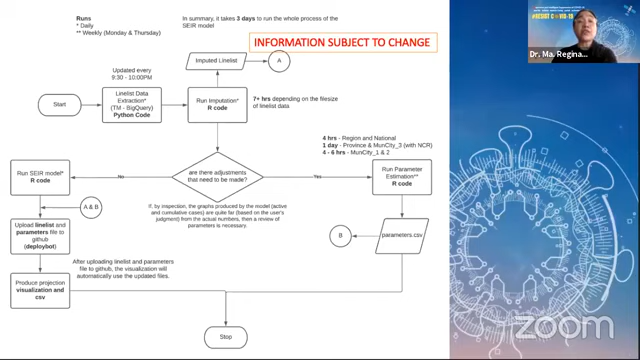 Runs
* Daily
** Weekly (Monday & Thursday)
In summary, it takes 3 days to run the whole process of the
SEIR model
INFORMATION SUBJECT TO CHANGE
Imputed Linelist
A
Updated every
9:30 - 10:00PM
Start
Linelist Data
Extraction*
(TM - BigQuery)
Python Code
Run Imputation*
R code
7+ hrs depending on the filesize
of linelist data
4 hrs - Region and National
1 day - Province & MunCity_3 (with NCR)
4 - 6 hrs - MunCity_1 & 2
Run SEIR model*
R code
No
are there adjustments
that need to be made?
Yes
Run Parameter
Estimation**
R code
If, by inspection, the graphs produced by the model (active
and cumulative cases) are quite far (based on the user's
judgment) from the actual numbers, then a review of
parameters is necessary.
A & B
Upload linelist and
parameters file to
github
(deploybot)
B
parameters.csv
After uploading linelist and parameters
file to github, the visualization will
automatically use the updated files.
Produce projection
visualization and
csv
Stop
Dr. Ma. Regina...
zoom